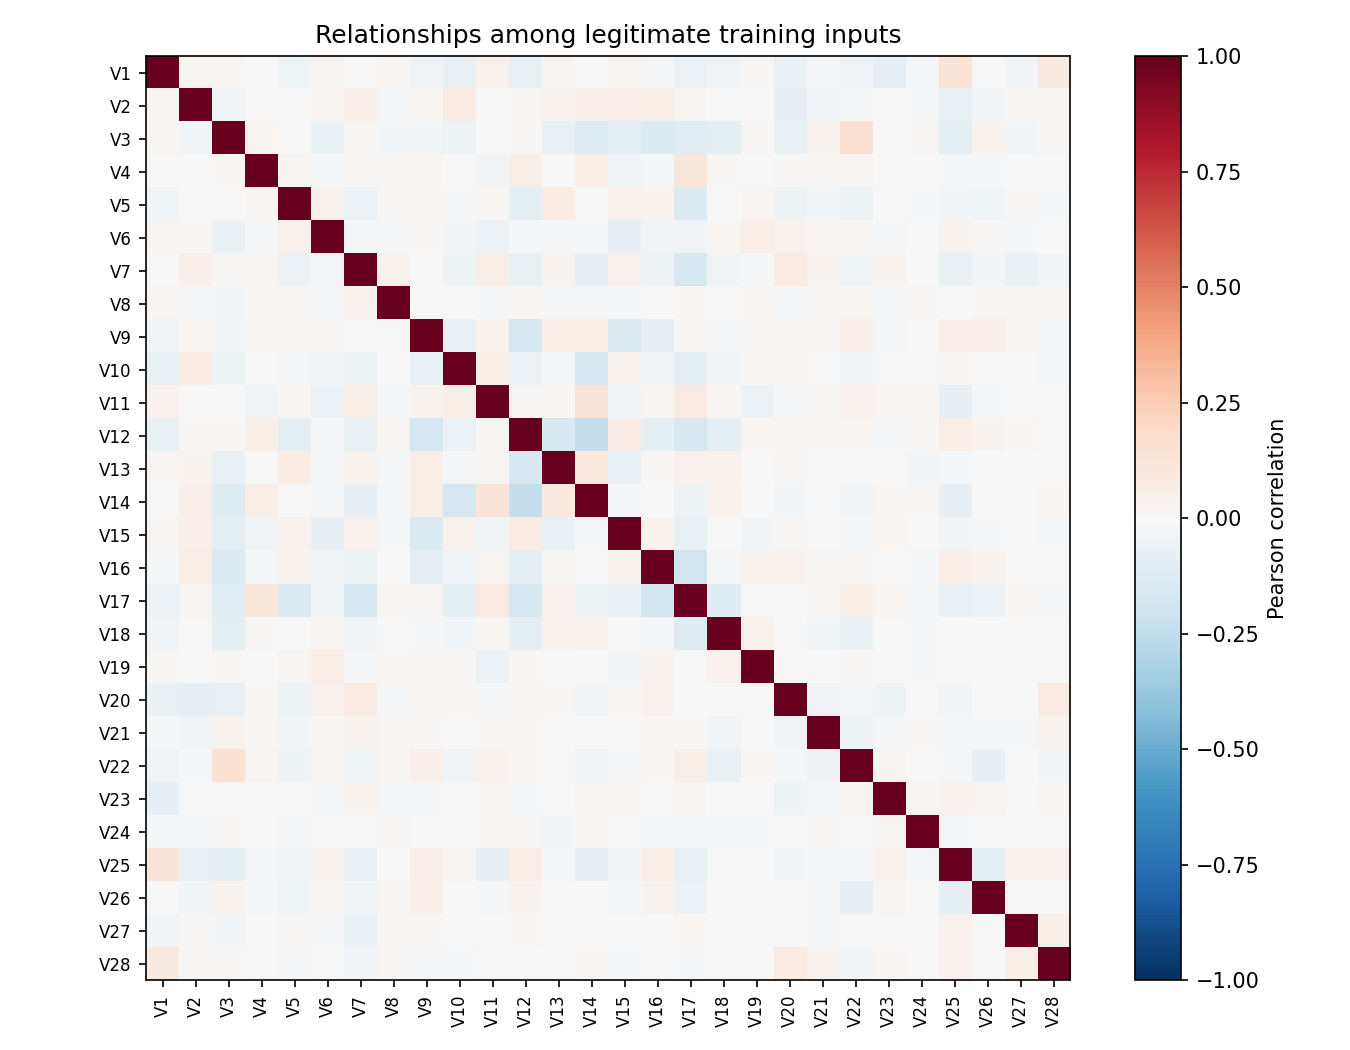 Relationships among legitimate training inputs
V1
V2
V3
V4
V5
V6
V7
V8
V9
V10
V11
V12
V13
V14
V15
V16
V17
V18
V19
V20
V21
V22
V23
V24
V25
V26
V27
V28
V1 V2 V3 V4 V5 V6 V7 V8 V9 V10 V11 V12 V13 V14 V15 V16 V17 V18 V19 V20 V21 V22 V23 V24 V25 V26 V27 V28
1.00
0.75
0.50
0.25
0.00
−0.25
−0.50
−0.75
−1.00
Pearson correlation